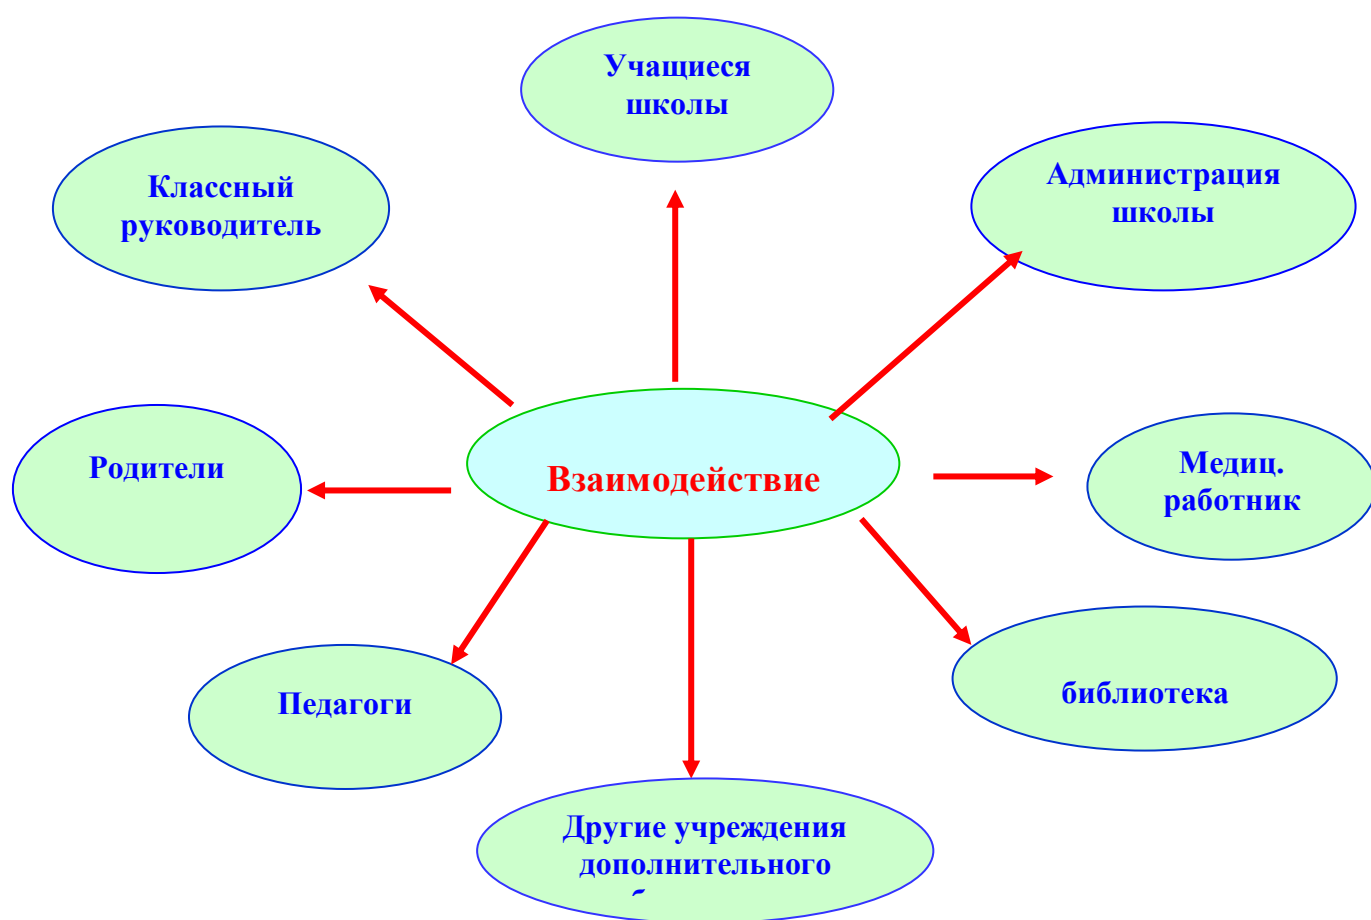 Учащиеся
школы
Классный
руководитель
Администрация
школы
Родители
Взаимодействие
Медиц.
работник
Педагоги
библиотека
Другие учреждения
дополнительного